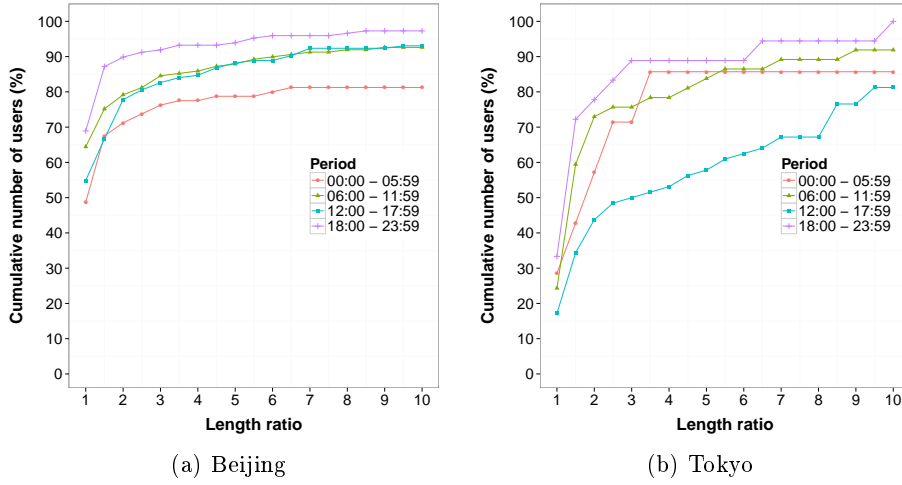 Cumulative number of users (%)
100
90
80
70
60
50
40
30
20
10
0
Period
00:00 – 05:59
06:00 – 11:59
12:00 – 17:59
18:00 – 23:59
1 2 3 4 5 6 7 8 9 10
Length ratio
(a) Beijing
Cumulative number of users (%)
100
90
80
70
60
50
40
30
20
10
0
Period
00:00 – 05:59
06:00 – 11:59
12:00 – 17:59
18:00 – 23:59
1 2 3 4 5 6 7 8 9 10
Length ratio
(b) Tokyo